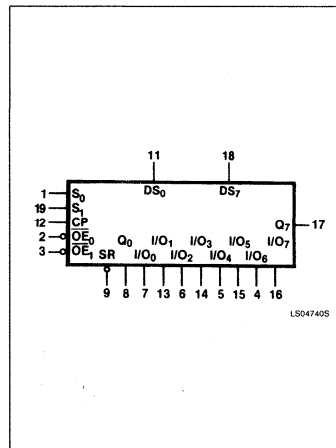 11 18
1 S0 DS0 DS7
19 S1
12 CP Q7 17
2 OE0 Q0 I/O1 I/O3 I/O5 I/O7
3 OE1 SR I/O0 I/O2 I/O4 I/O6
9 8 7 13 6 14 5 15 4 16
LS04740S